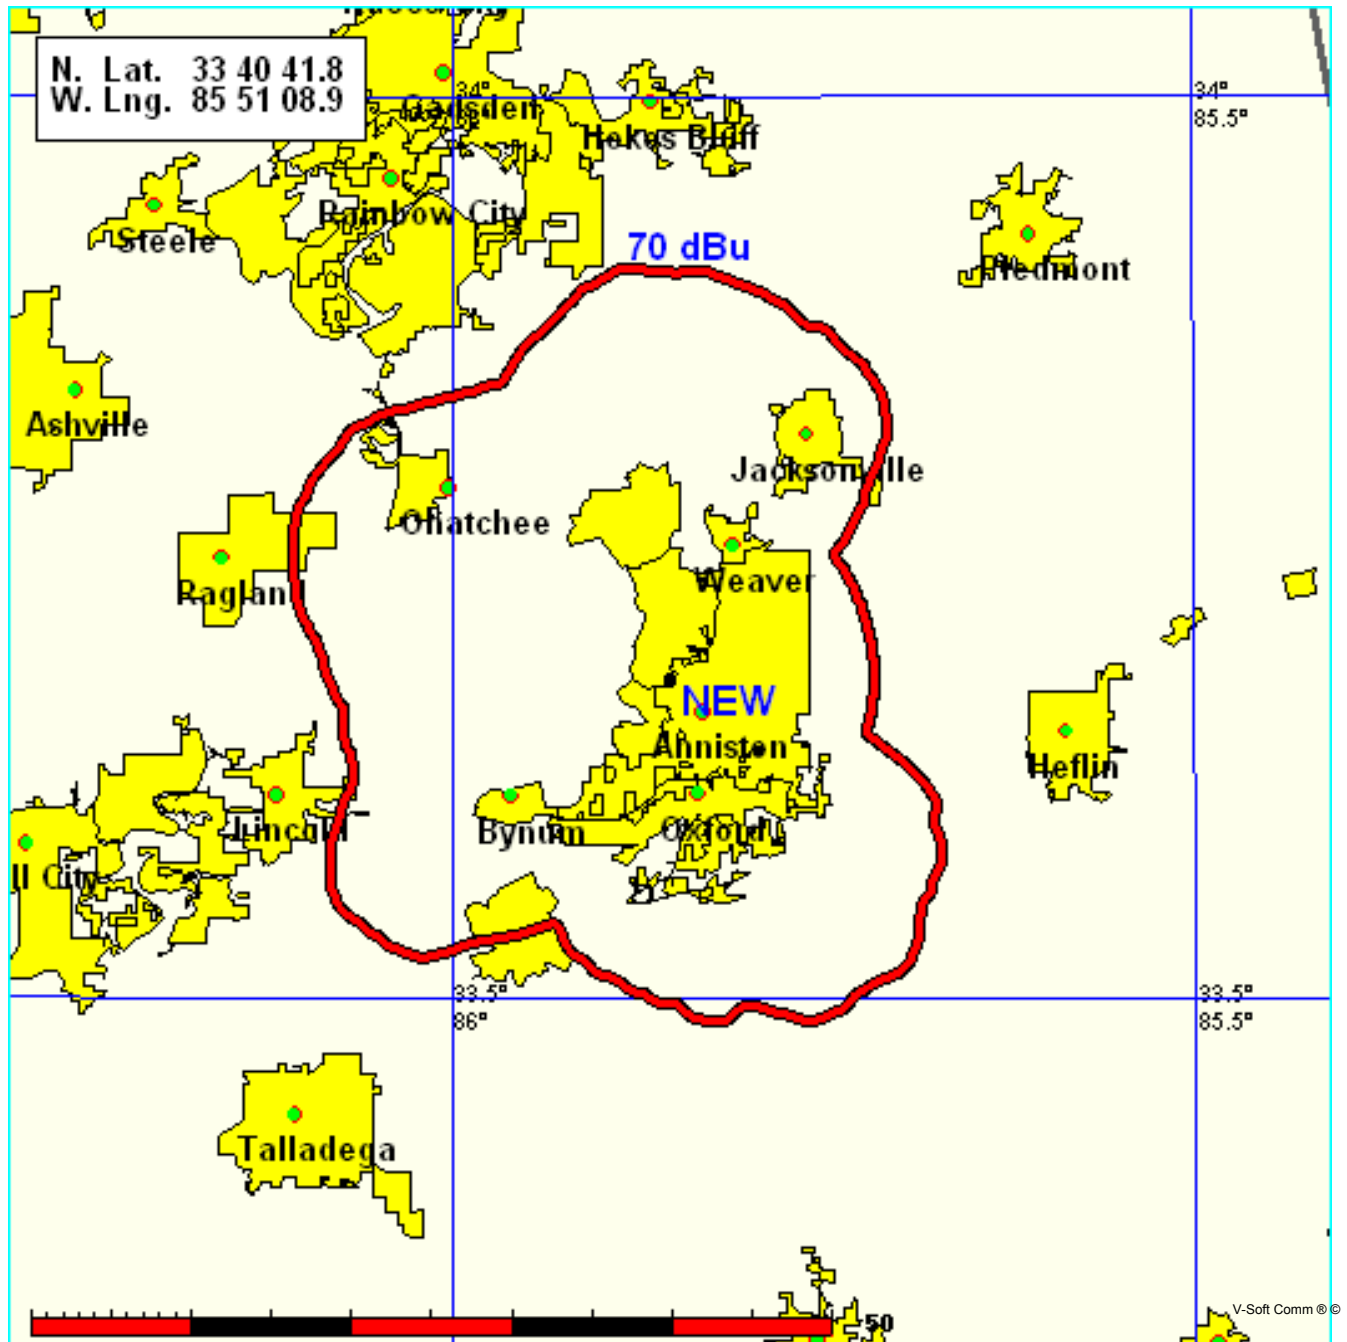 N. Lat. 33 40 41.8
W. Lng. 85 51 08.9
34°
34°
85.5°
Gadsden
Hokes Bluff
Rainbow City
Steele
70 dBu
Piedmont
Ashville
Jacksonville
Ohatchee
Weaver
Ragland
NEW
Anniston
Heflin
Lincoln
Bynum
Oxford
ll City
33.5°
86°
33.5°
85.5°
Talladega
V-Soft Comm ® ©
50